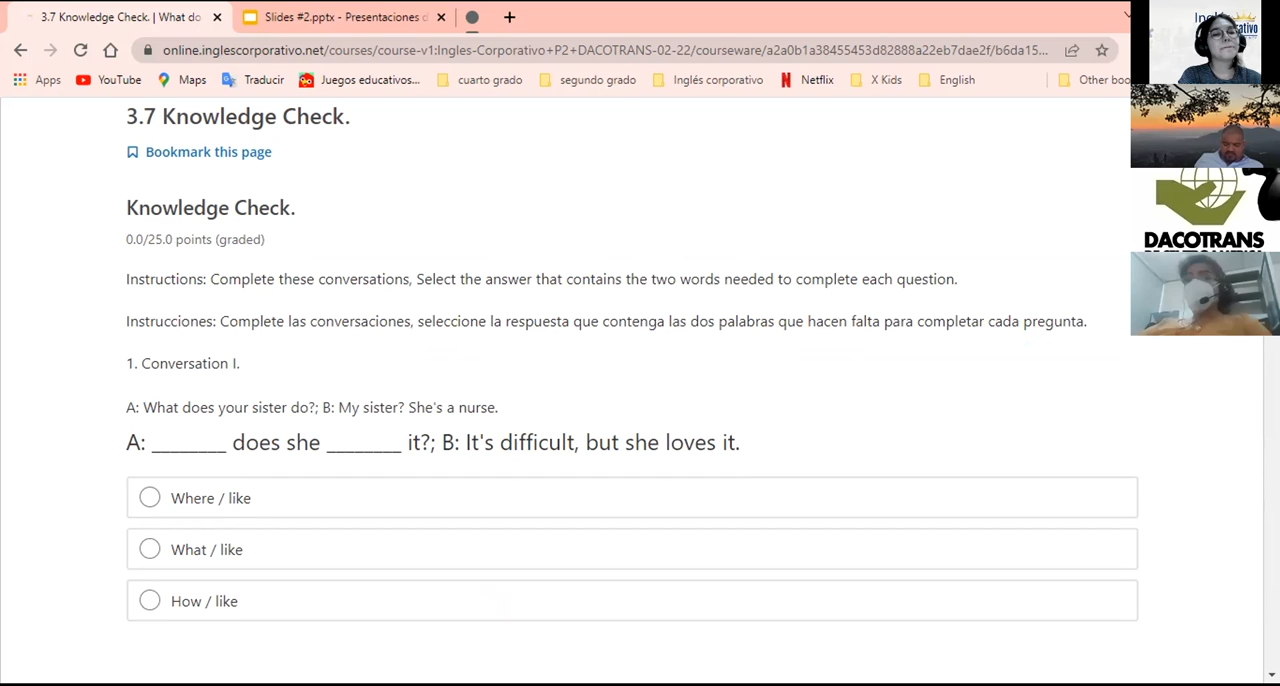 3.7 Knowledge Check. | What do
Slides #2.pptx - Presentaciones d
online.inglescorporativo.net/courses/course-v1:Ingles-Corporativo+P2+DACOTRANS-02-22/courseware/a2a0b1a38455453d82888a22eb7dae2f/b6da15...
Apps
YouTube
Maps
Traducir
Juegos educativos...
cuarto grado
segundo grado
Inglés corporativo
Netflix
X Kids
English
Other boo
DACOTRANS
3.7 Knowledge Check.
Bookmark this page
Knowledge Check.
0.0/25.0 points (graded)
Instructions: Complete these conversations, Select the answer that contains the two words needed to complete each question.
Instrucciones: Complete las conversaciones, seleccione la respuesta que contenga las dos palabras que hacen falta para completar cada pregunta.
1. Conversation I.
A: What does your sister do?; B: My sister? She's a nurse.
A: ________ does she ________ it?; B: It's difficult, but she loves it.
Where / like
What / like
How / like